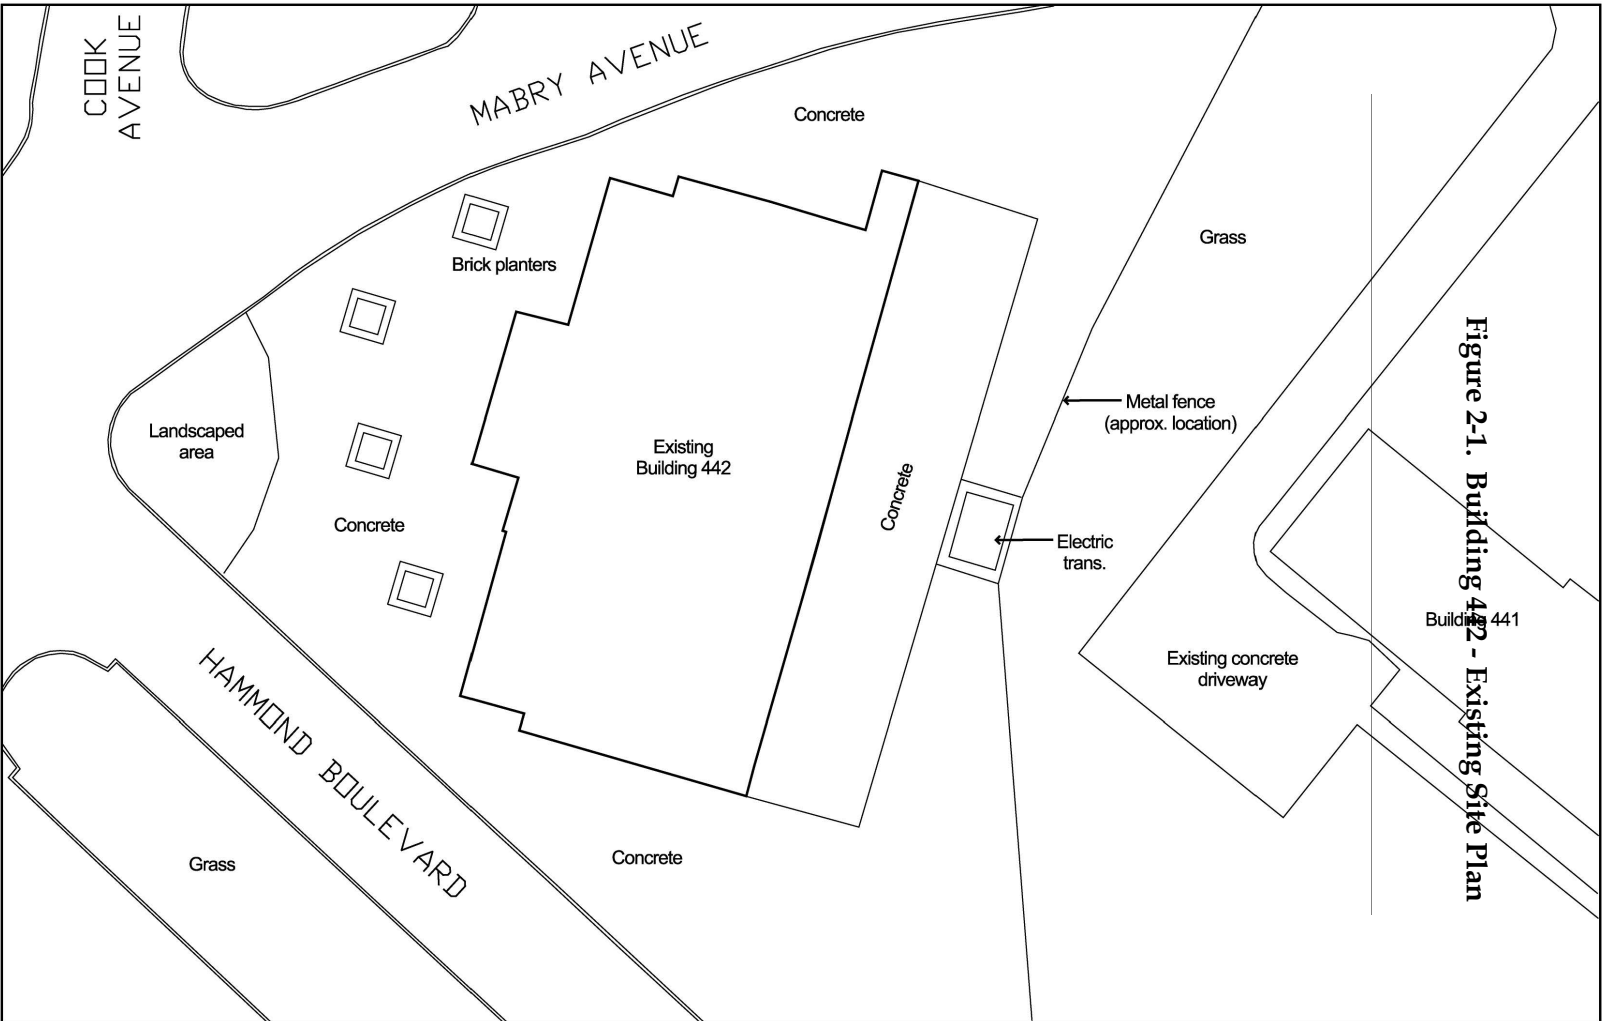 COOK
AVENUE
MABRY AVENUE
Concrete
Brick planters
Grass
Landscaped
area
Existing
Building 442
Metal fence
(approx. location)
Concrete
Concrete
Electric
trans.
Building 441
Existing concrete
driveway
HAMMOND BOULEVARD
Grass
Concrete
Figure 2-1. Building 442 - Existing Site Plan